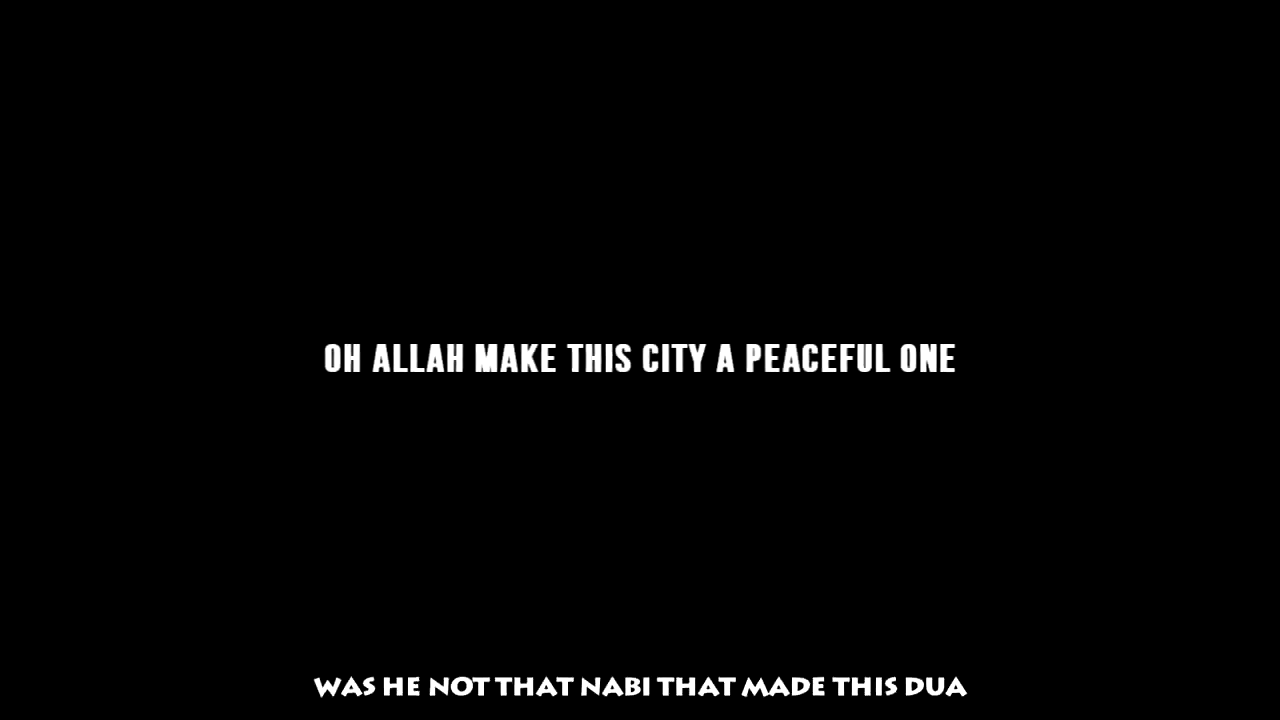 OH ALLAH MAKE THIS CITY A PEACEFUL ONE
WAS HE NOT THAT NABI THAT MADE THIS DUA